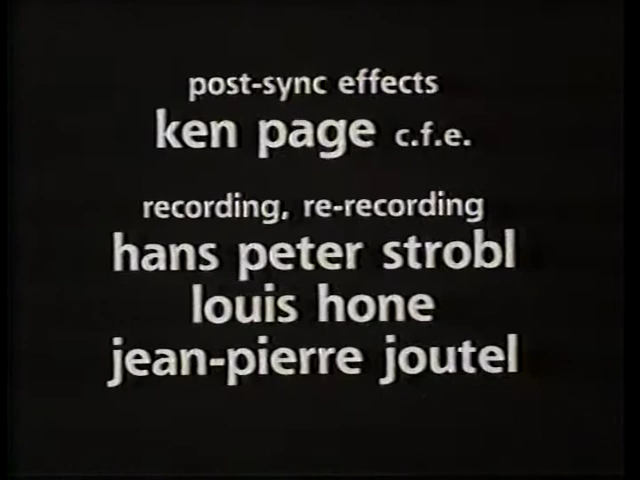 post-sync effects
ken page c.f.e.
recording, re-recording
hans peter strobl
louis hone
jean-pierre joutel